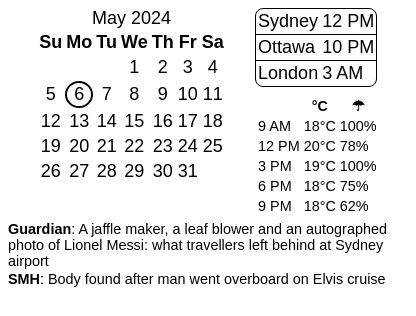 May 2024
Su Mo Tu We Th Fr Sa
1 2 3 4
5 6 7 8 9 10 11
12 13 14 15 16 17 18
19 20 21 22 23 24 25
26 27 28 29 30 31
Sydney 12 PM
Ottawa 10 PM
London 3 AM
°C ☂
9 AM 18°C 100%
12 PM 20°C 78%
3 PM 19°C 100%
6 PM 18°C 75%
9 PM 18°C 62%
Guardian: A jaffle maker, a leaf blower and an autographed
photo of Lionel Messi: what travellers left behind at Sydney
airport
SMH: Body found after man went overboard on Elvis cruise